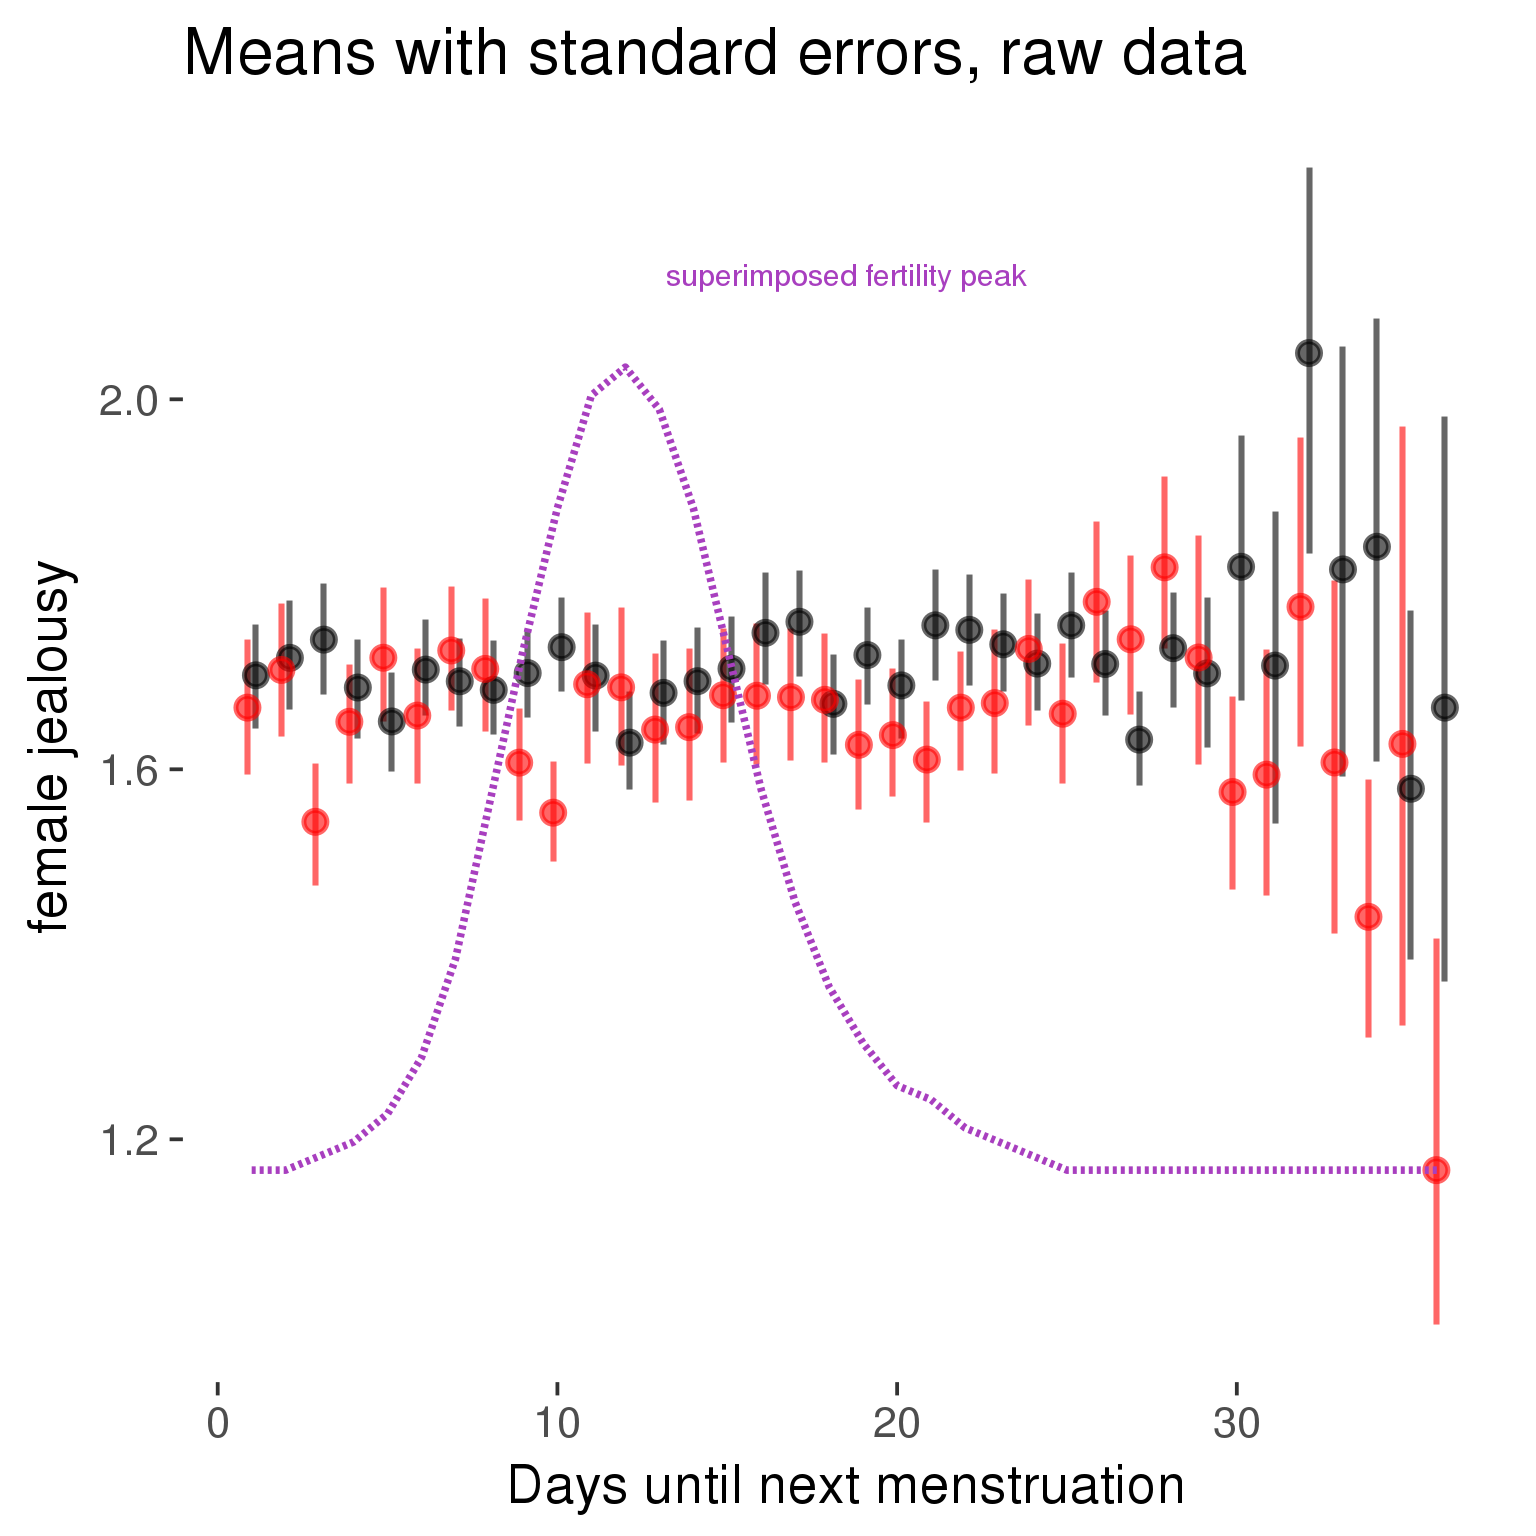 Means with standard errors, raw data
superimposed fertility peak
female jealousy
2.0
1.6
1.2
0 10 20 30
Days until next menstruation